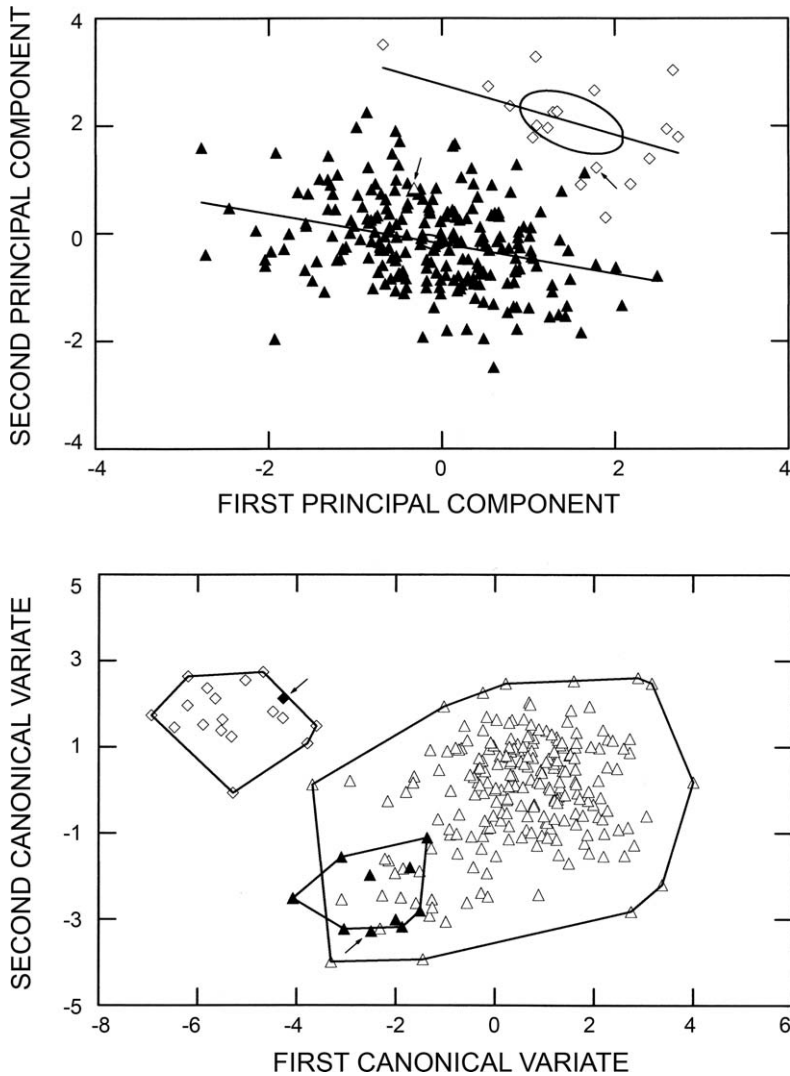 SECOND PRINCIPAL COMPONENT
4
2
0
-2
-4
-4 -2 0 2 4
FIRST PRINCIPAL COMPONENT
SECOND CANONICAL VARIATE
5
3
1
-1
-3
-5
-8 -6 -4 -2 0 2 4 6
FIRST CANONICAL VARIATE